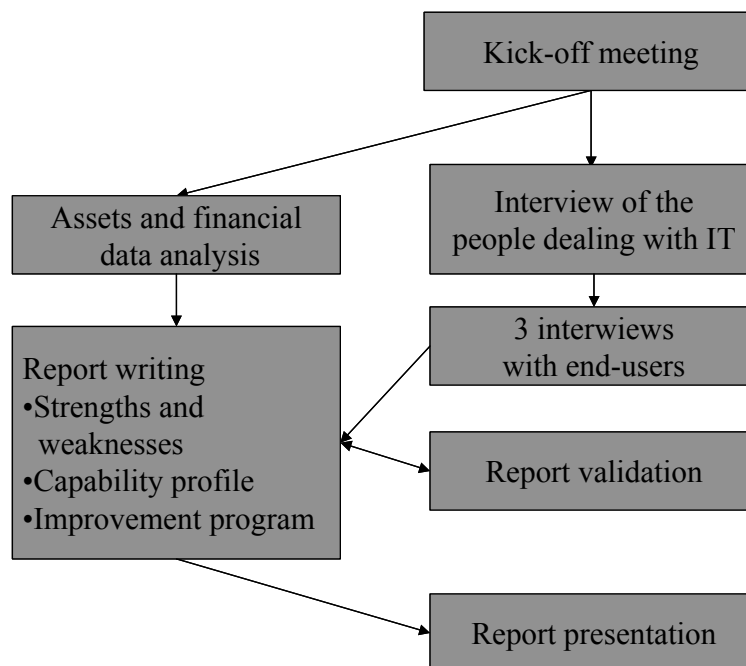 Kick-off meeting
Assets and financial
data analysis
Interview of the
people dealing with IT
3 interwiews
with end-users
Report writing
•Strengths and
weaknesses
•Capability profile
•Improvement program
Report validation
Report presentation